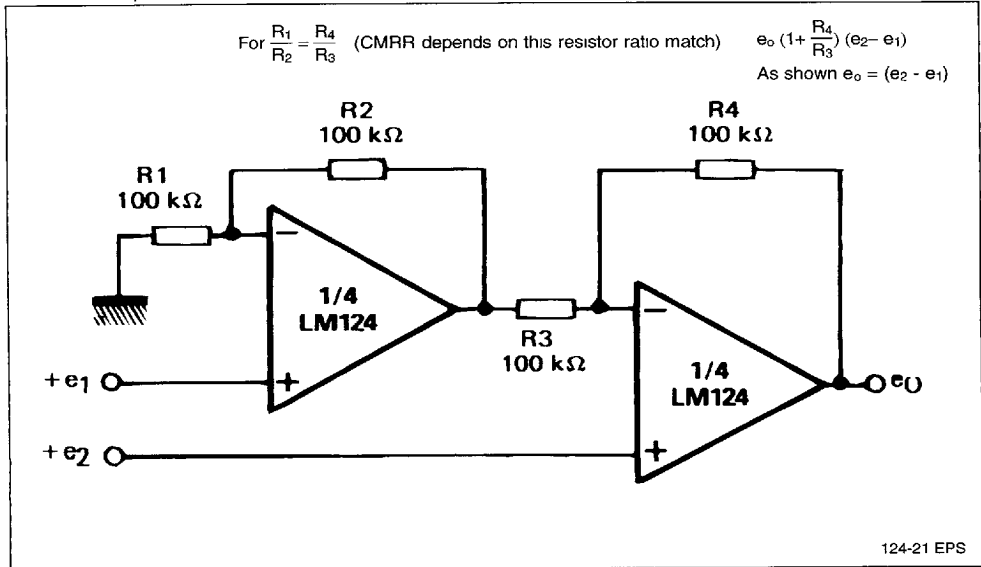 For R1/R2 = R4/R3 (CMRR depends on this resistor ratio match)
eo (1+ R4/R3) (e2– e1)
As shown eo = (e2 - e1)
R2
100 kΩ
R4
100 kΩ
R1
100 kΩ
−
1/4
LM124
+
R3
100 kΩ
−
1/4
LM124
+
+e1
+e2
eO
124-21 EPS